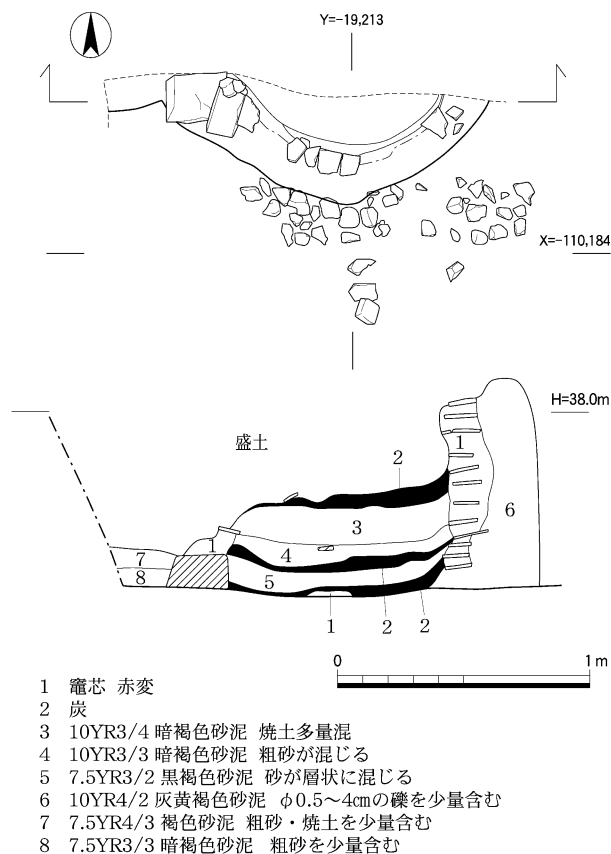 Y=-19,213
X=-110,184
H=38.0m
盛土
2
1
3
6
1
4
7
8
5
1
2
2
0
1 m
1 竈芯 赤変
2 炭
3 10YR3/4 暗褐色砂泥 焼土多量混
4 10YR3/3 暗褐色砂泥 粗砂が混じる
5 7.5YR3/2 黒褐色砂泥 砂が層状に混じる
6 10YR4/2 灰黄褐色砂泥 φ0.5～4㎝の礫を少量含む
7 7.5YR4/3 褐色砂泥 粗砂・焼土を少量含む
8 7.5YR3/3 暗褐色砂泥 粗砂を少量含む